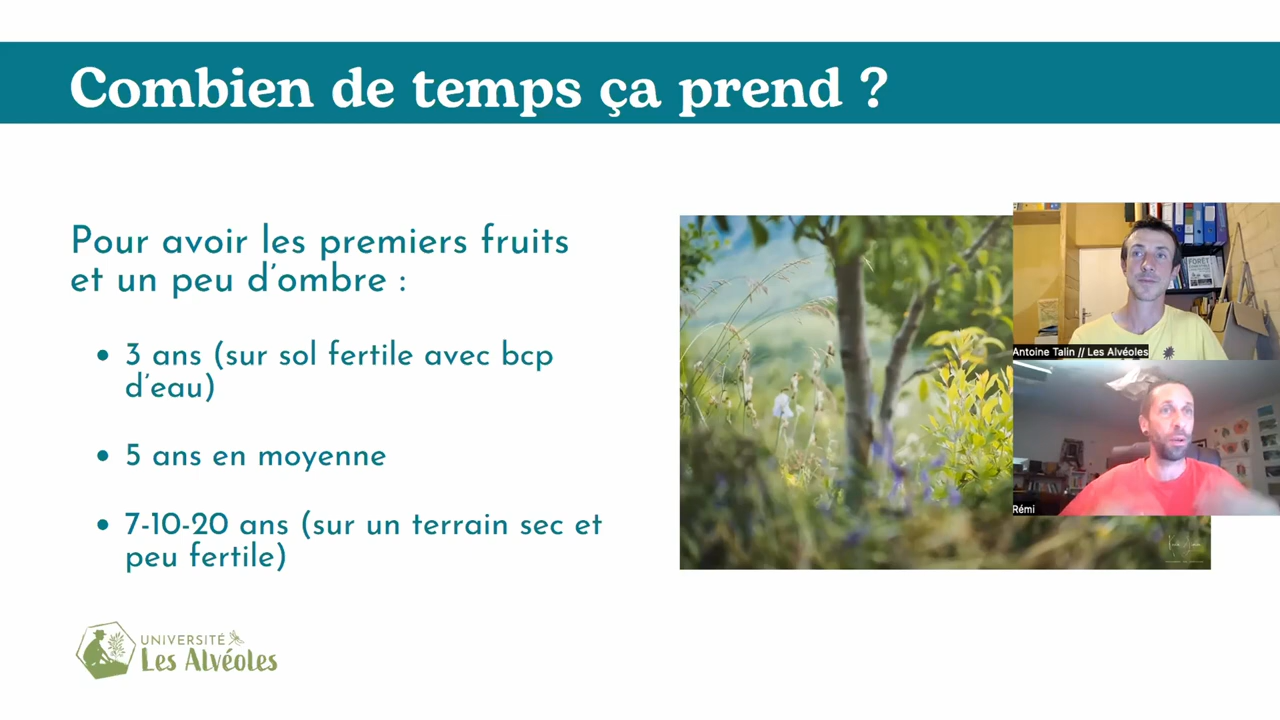 Combien de temps ça prend ?
Pour avoir les premiers fruits
et un peu d'ombre :
• 3 ans (sur sol fertile avec bcp
d'eau)
• 5 ans en moyenne
• 7-10-20 ans (sur un terrain sec et
peu fertile)
FORÊT
Antoine Talin // Les Alvéoles
Rémi
UNIVERSITÉ
Les Alvéoles